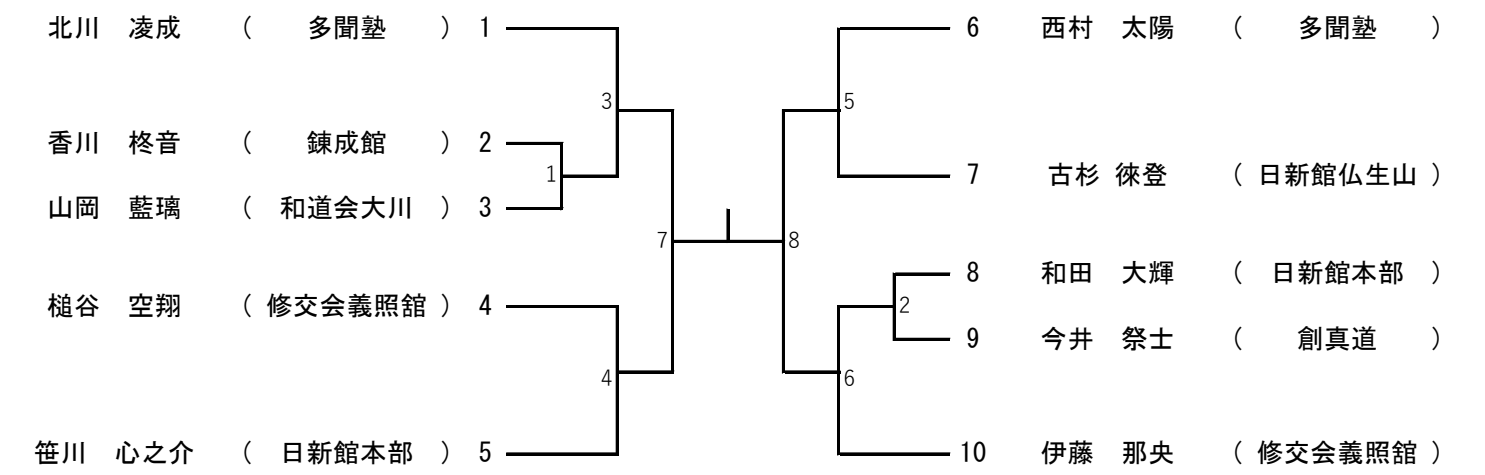 北川 凌成 ( 多聞塾 ) 1
3
香川 柊音 ( 錬成館 ) 2
1
山岡 藍璃 ( 和道会大川 ) 3
7
槌谷 空翔 ( 修交会義照舘 ) 4
4
笹川 心之介 ( 日新館本部 ) 5
6 西村 太陽 ( 多聞塾 )
5
7 古杉 徠登 ( 日新館仏生山 )
8
8 和田 大輝 ( 日新館本部 )
2
9 今井 祭士 ( 創真道 )
6
10 伊藤 那央 ( 修交会義照舘 )